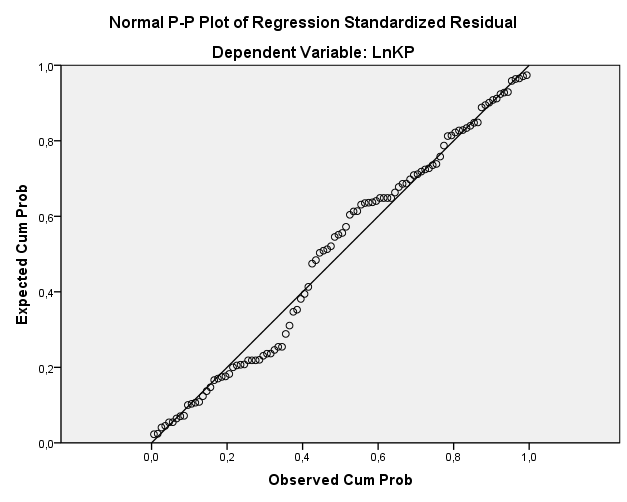 Normal P-P Plot of Regression Standardized Residual
Dependent Variable: LnKP
1,0
0,8
0,6
0,4
0,2
0,0
Expected Cum Prob
0,0 0,2 0,4 0,6 0,8 1,0
Observed Cum Prob